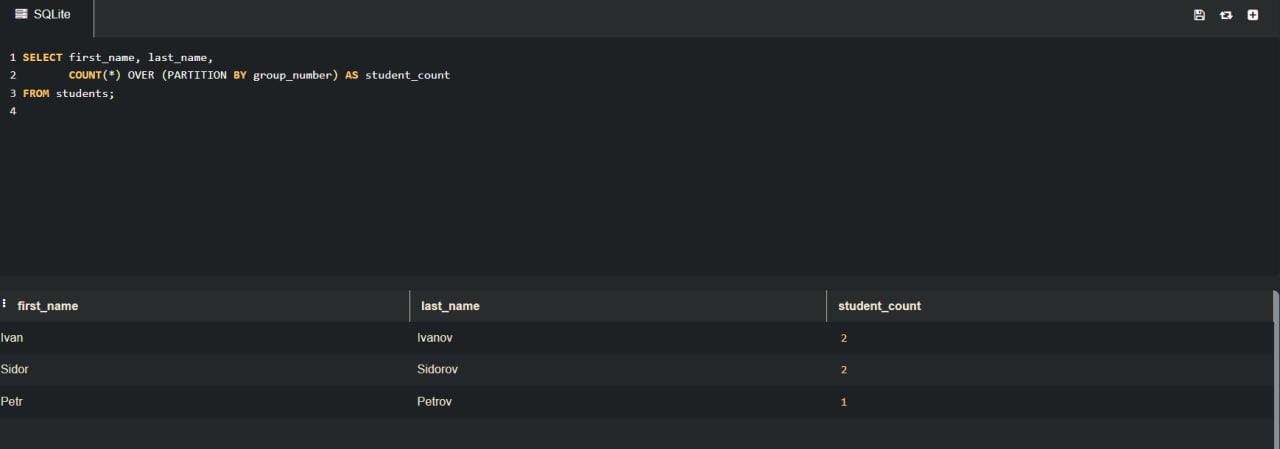 SQLite
1 SELECT first_name, last_name,
2        COUNT(*) OVER (PARTITION BY group_number) AS student_count
3 FROM students;
4
first_name last_name student_count
Ivan Ivanov 2
Sidor Sidorov 2
Petr Petrov 1